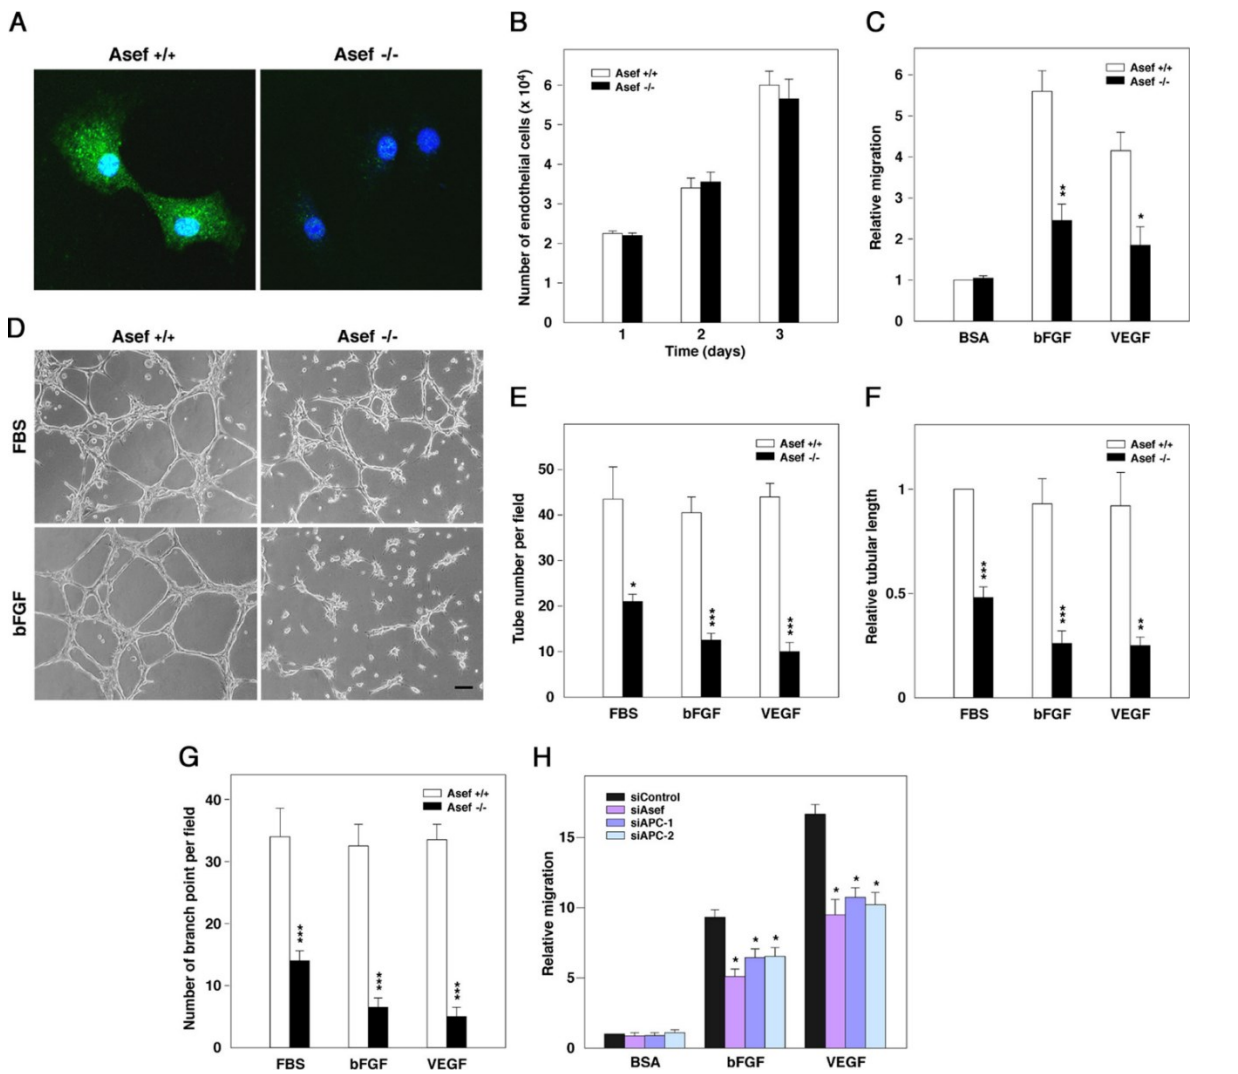 A
Asef +/+
Asef -/-
B
Number of endothelial cells (x 10⁴)
6
5
4
3
2
1
0
Asef +/+
Asef -/-
1
2
3
Time (days)
C
Relative migration
6
5
4
3
2
1
0
Asef +/+
Asef -/-
**
*
BSA
bFGF
VEGF
D
Asef +/+
Asef -/-
FBS
bFGF
E
Tube number per field
50
40
30
20
10
0
Asef +/+
Asef -/-
*
***
***
FBS
bFGF
VEGF
F
Relative tubular length
1
0.5
0
Asef +/+
Asef -/-
***
***
**
FBS
bFGF
VEGF
G
Number of branch point per field
40
30
20
10
0
Asef +/+
Asef -/-
***
***
***
FBS
bFGF
VEGF
H
Relative migration
15
10
5
0
siControl
siAsef
siAPC-1
siAPC-2
*
*
*
*
*
*
BSA
bFGF
VEGF